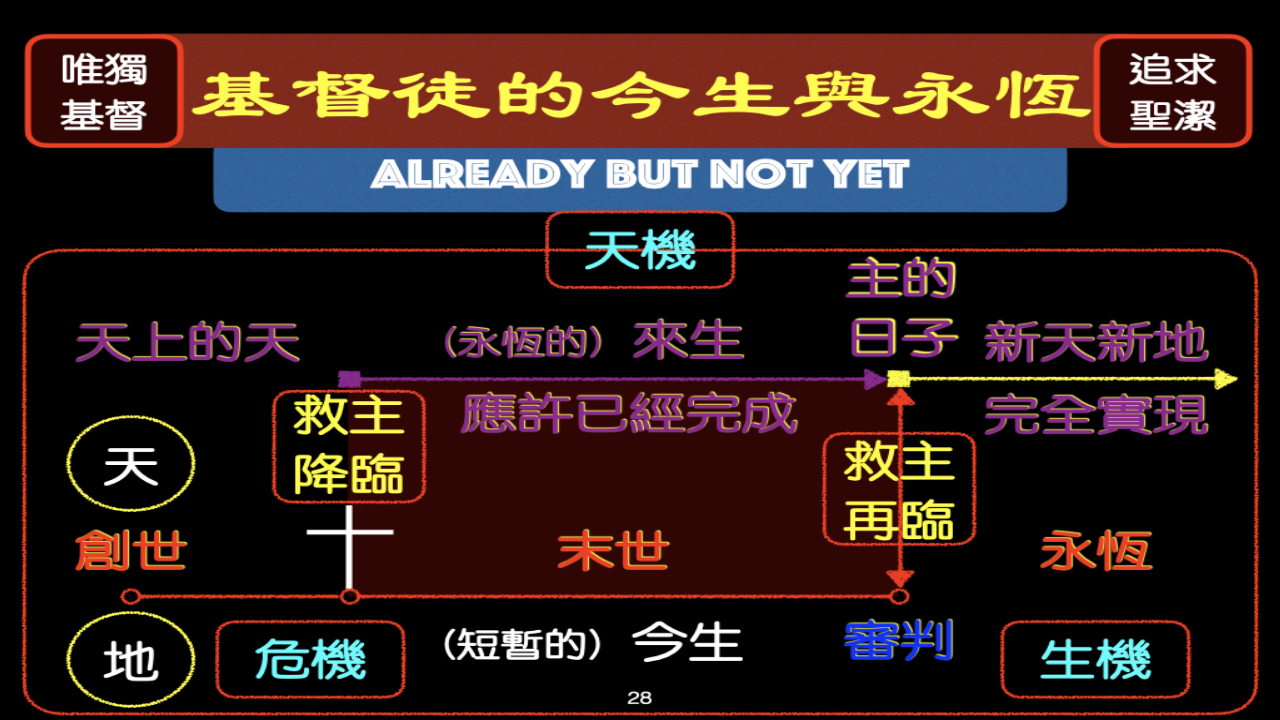 唯獨
基督
基督徒的今生與永恆
追求
聖潔
ALREADY BUT NOT YET
天機
天上的天
(永恆的) 來生
主的
日子
新天新地
應許已經完成
完全實現
救主
降臨
救主
再臨
天
創世
末世
永恆
地
危機
(短暫的) 今生
審判
生機
28